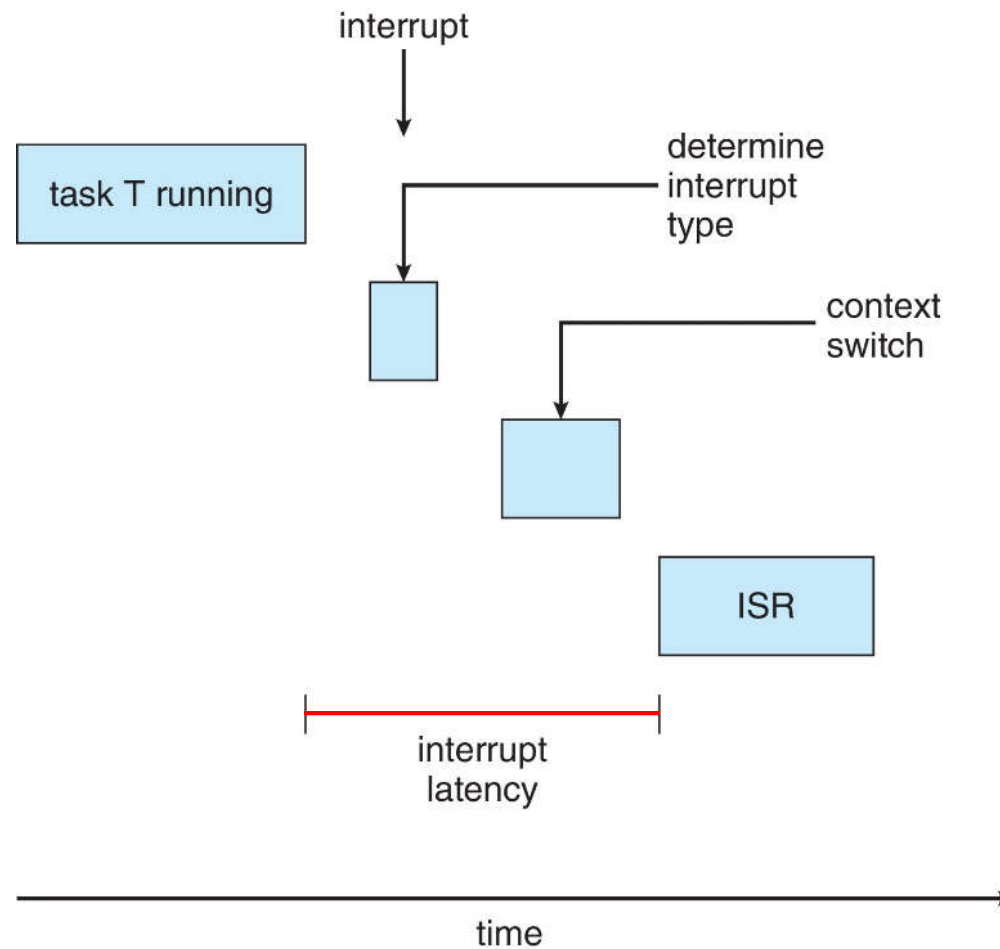 interrupt
task T running
determine
interrupt
type
context
switch
ISR
interrupt
latency
time